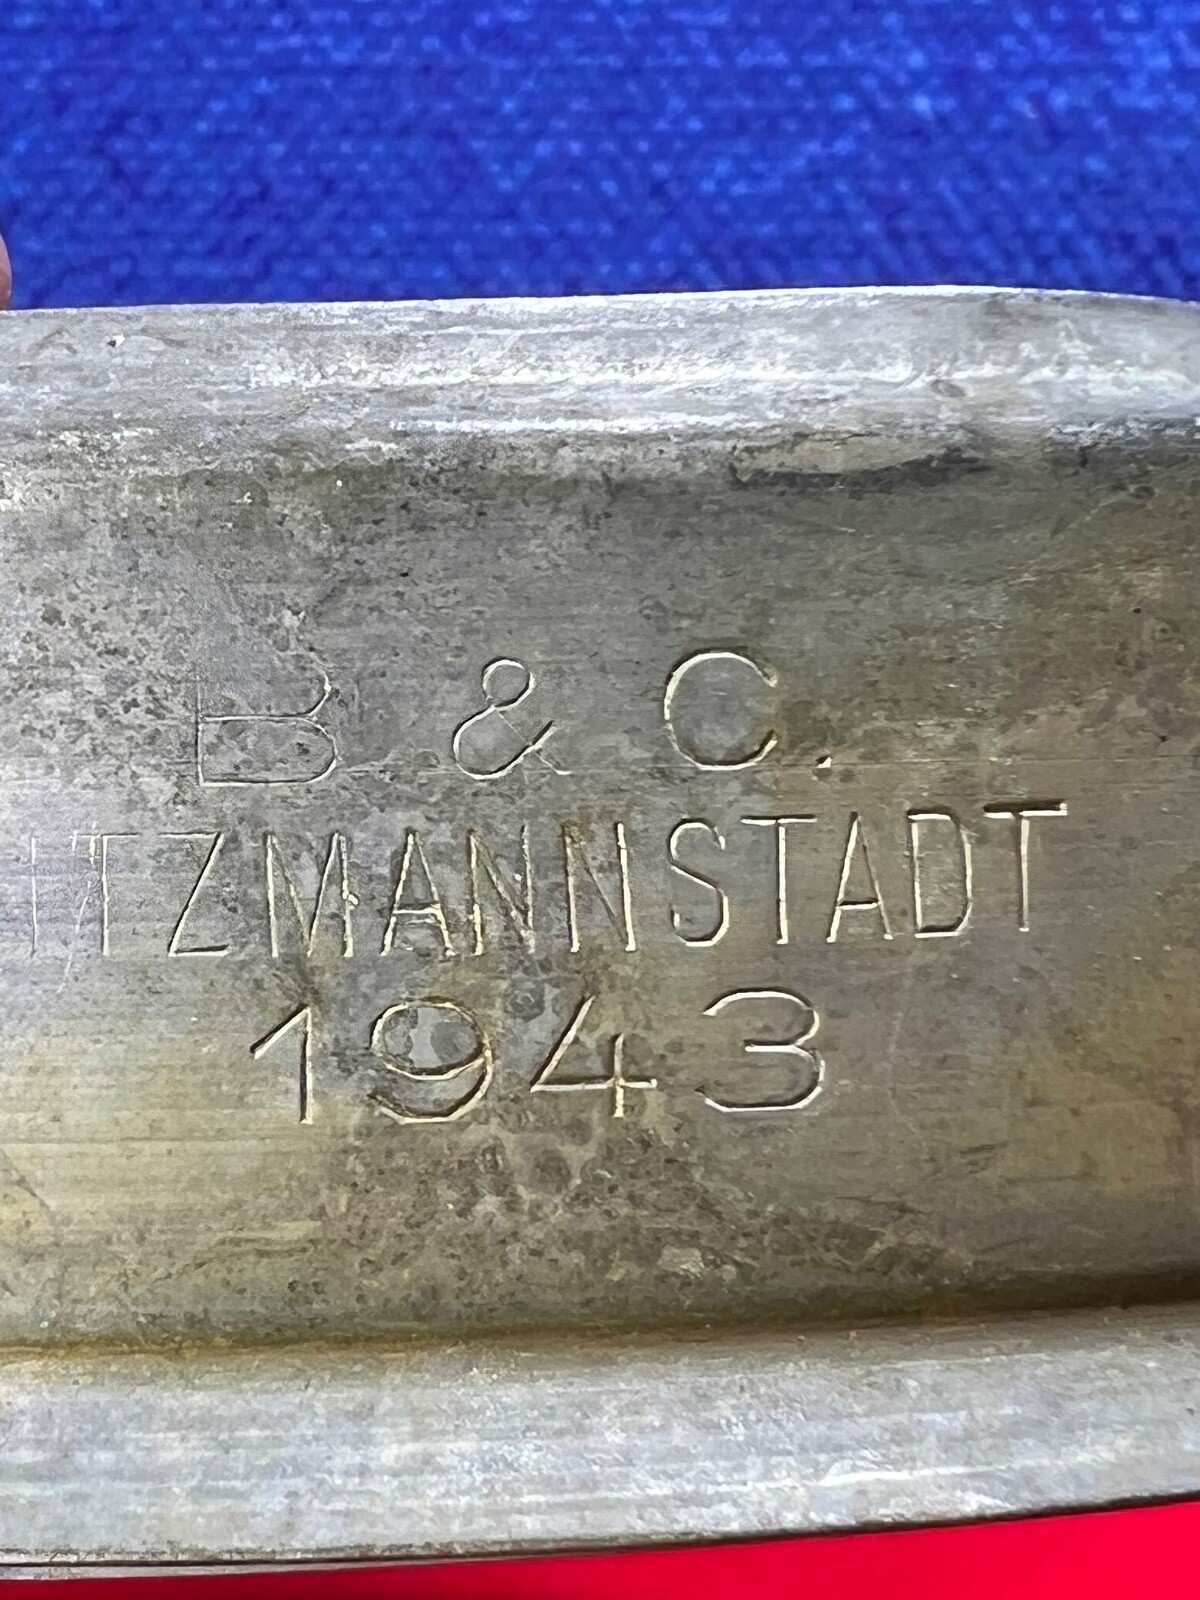 B & C.
ITZMANNSTADT
1943